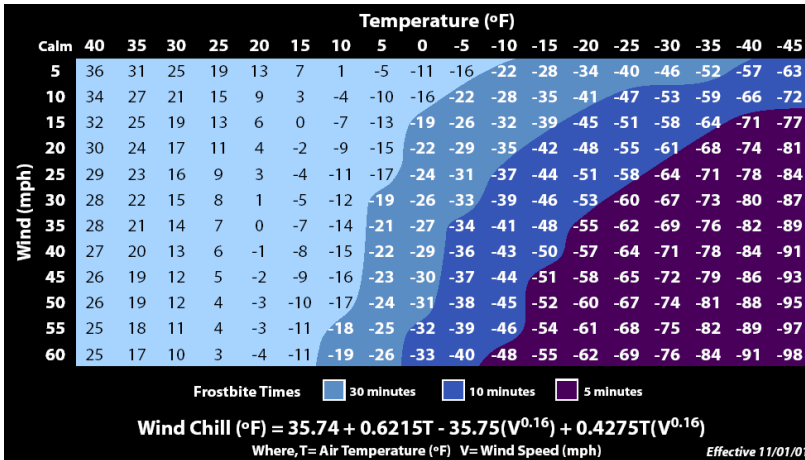 Temperature (ºF)
Calm 40 35 30 25 20 15 10 5 0 -5 -10 -15 -20 -25 -30 -35 -40 -45
5 36 31 25 19 13 7 1 -5 -11 -16 -22 -28 -34 -40 -46 -52 -57 -63
10 34 27 21 15 9 3 -4 -10 -16 -22 -28 -35 -41 -47 -53 -59 -66 -72
15 32 25 19 13 6 0 -7 -13 -19 -26 -32 -39 -45 -51 -58 -64 -71 -77
20 30 24 17 11 4 -2 -9 -15 -22 -29 -35 -42 -48 -55 -61 -68 -74 -81
25 29 23 16 9 3 -4 -11 -17 -24 -31 -37 -44 -51 -58 -64 -71 -78 -84
30 28 22 15 8 1 -5 -12 -19 -26 -33 -39 -46 -53 -60 -67 -73 -80 -87
35 28 21 14 7 0 -7 -14 -21 -27 -34 -41 -48 -55 -62 -69 -76 -82 -89
40 27 20 13 6 -1 -8 -15 -22 -29 -36 -43 -50 -57 -64 -71 -78 -84 -91
45 26 19 12 5 -2 -9 -16 -23 -30 -37 -44 -51 -58 -65 -72 -79 -86 -93
50 26 19 12 4 -3 -10 -17 -24 -31 -38 -45 -52 -60 -67 -74 -81 -88 -95
55 25 18 11 4 -3 -11 -18 -25 -32 -39 -46 -54 -61 -68 -75 -82 -89 -97
60 25 17 10 3 -4 -11 -19 -26 -33 -40 -48 -55 -62 -69 -76 -84 -91 -98
Wind (mph)
Frostbite Times 30 minutes 10 minutes 5 minutes
Wind Chill (ºF) = 35.74 + 0.6215T - 35.75(V^0.16) + 0.4275T(V^0.16)
Where, T= Air Temperature (ºF) V= Wind Speed (mph)
Effective 11/01/01